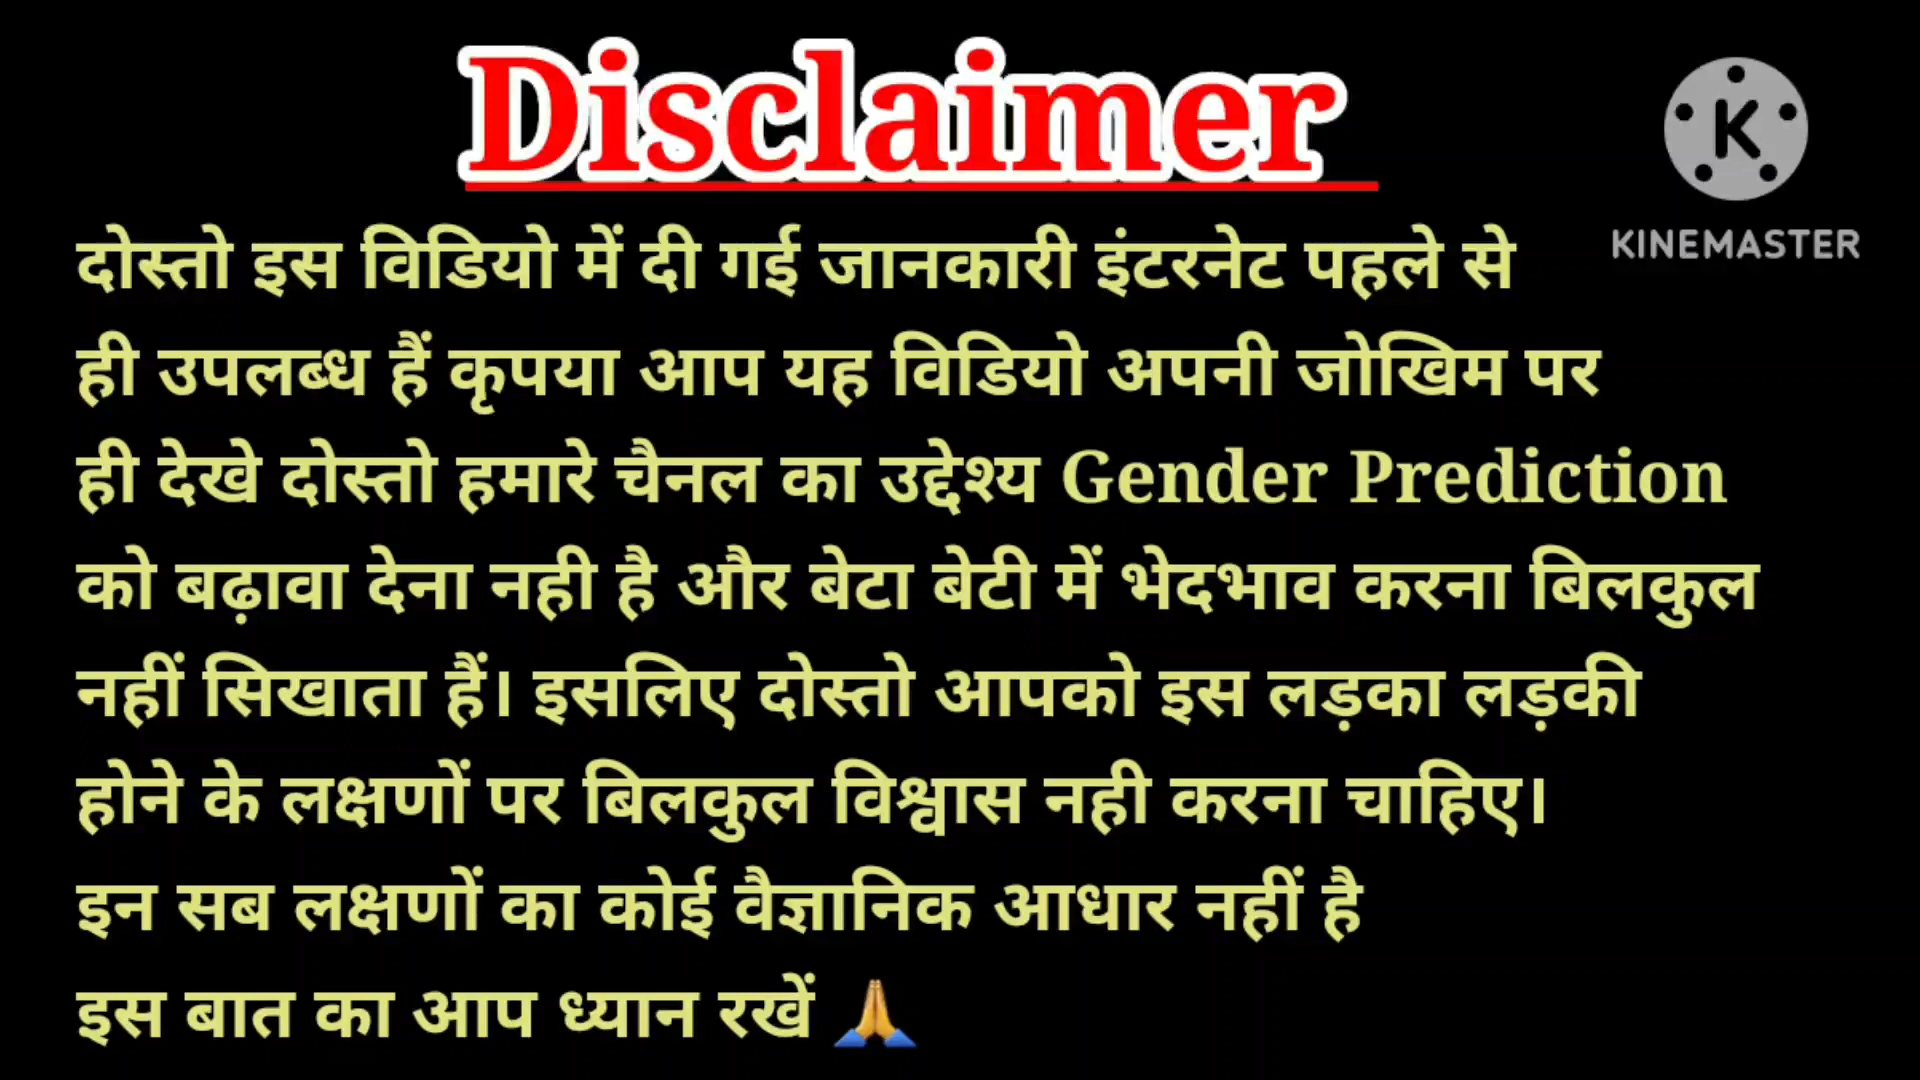 Disclaimer
KINEMASTER
दोस्तो इस विडियो में दी गई जानकारी इंटरनेट पहले से
ही उपलब्ध हैं कृपया आप यह विडियो अपनी जोखिम पर
ही देखे दोस्तो हमारे चैनल का उद्देश्य Gender Prediction
को बढ़ावा देना नही है और बेटा बेटी में भेदभाव करना बिलकुल
नहीं सिखाता हैं। इसलिए दोस्तो आपको इस लड़का लड़की
होने के लक्षणों पर बिलकुल विश्वास नही करना चाहिए।
इन सब लक्षणों का कोई वैज्ञानिक आधार नहीं है
इस बात का आप ध्यान रखें 🙏